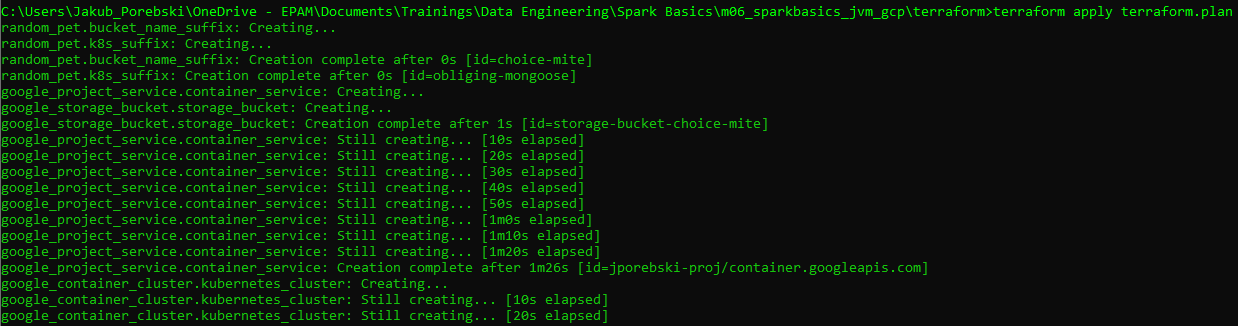 C:\Users\Jakub_Porebski\OneDrive - EPAM\Documents\Trainings\Data Engineering\Spark Basics\m06_sparkbasics_jvm_gcp\terraform>terraform apply terraform.plan
random_pet.bucket_name_suffix: Creating...
random_pet.k8s_suffix: Creating...
random_pet.bucket_name_suffix: Creation complete after 0s [id=choice-mite]
random_pet.k8s_suffix: Creation complete after 0s [id=obliging-mongoose]
google_project_service.container_service: Creating...
google_storage_bucket.storage_bucket: Creating...
google_storage_bucket.storage_bucket: Creation complete after 1s [id=storage-bucket-choice-mite]
google_project_service.container_service: Still creating... [10s elapsed]
google_project_service.container_service: Still creating... [20s elapsed]
google_project_service.container_service: Still creating... [30s elapsed]
google_project_service.container_service: Still creating... [40s elapsed]
google_project_service.container_service: Still creating... [50s elapsed]
google_project_service.container_service: Still creating... [1m0s elapsed]
google_project_service.container_service: Still creating... [1m10s elapsed]
google_project_service.container_service: Still creating... [1m20s elapsed]
google_project_service.container_service: Creation complete after 1m26s [id=jporebski-proj/container.googleapis.com]
google_container_cluster.kubernetes_cluster: Creating...
google_container_cluster.kubernetes_cluster: Still creating... [10s elapsed]
google_container_cluster.kubernetes_cluster: Still creating... [20s elapsed]